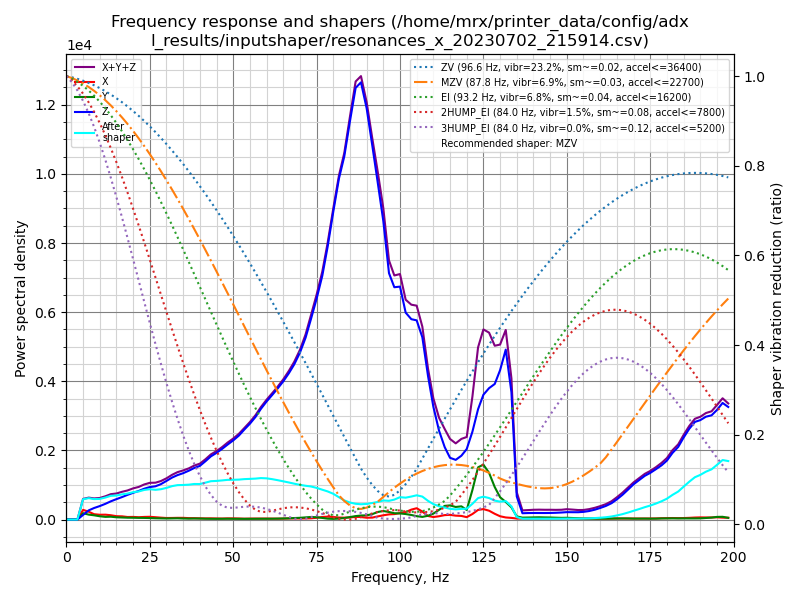 Frequency response and shapers (/home/mrx/printer_data/config/adx
l_results/inputshaper/resonances_x_20230702_215914.csv)
1e4
X+Y+Z
X
Y
Z
After
shaper
ZV (96.6 Hz, vibr=23.2%, sm~=0.02, accel<=36400)
MZV (87.8 Hz, vibr=6.9%, sm~=0.03, accel<=22700)
EI (93.2 Hz, vibr=6.8%, sm~=0.04, accel<=16200)
2HUMP_EI (84.0 Hz, vibr=1.5%, sm~=0.08, accel<=7800)
3HUMP_EI (84.0 Hz, vibr=0.0%, sm~=0.12, accel<=5200)
Recommended shaper: MZV
Power spectral density
1.2
1.0
0.8
0.6
0.4
0.2
0.0
1.0
0.8
0.6
0.4
0.2
0.0
Shaper vibration reduction (ratio)
0 25 50 75 100 125 150 175 200
Frequency, Hz